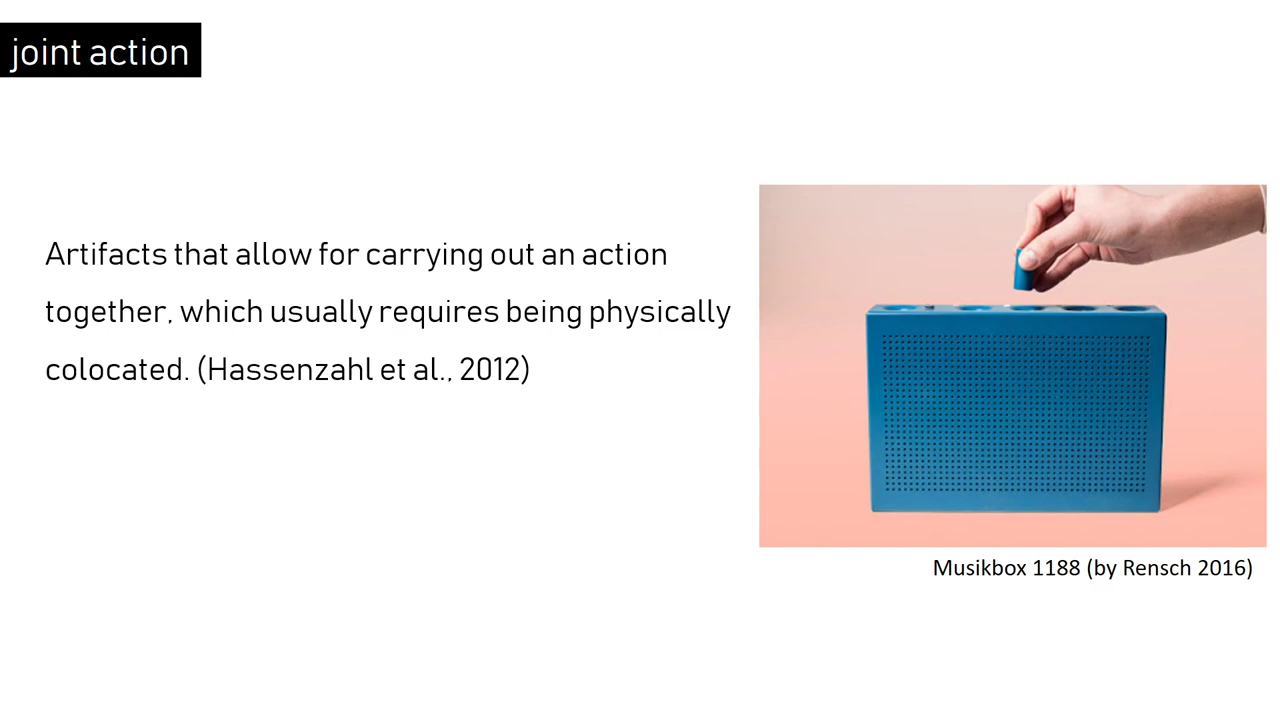 joint action
Artifacts that allow for carrying out an action
together, which usually requires being physically
colocated. (Hassenzahl et al., 2012)
Musikbox 1188 (by Rensch 2016)